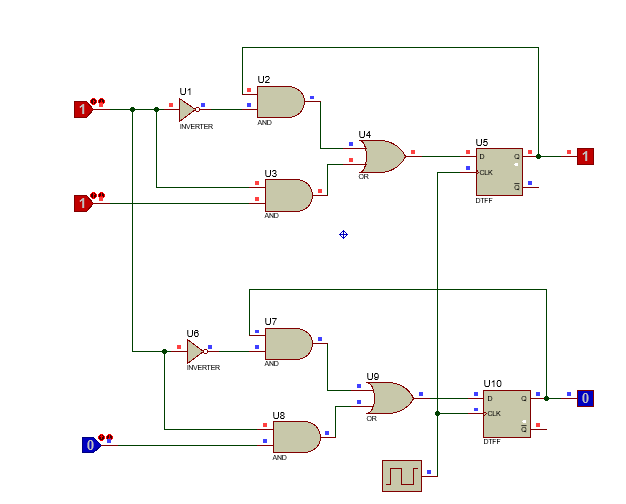 U1
U2
1
INVERTER
AND
U4
U5
D
Q
1
CLK
OR
Q
DTFF
U3
1
AND
U7
U6
AND
INVERTER
U9
U10
D
Q
0
CLK
OR
Q
DTFF
U8
0
AND